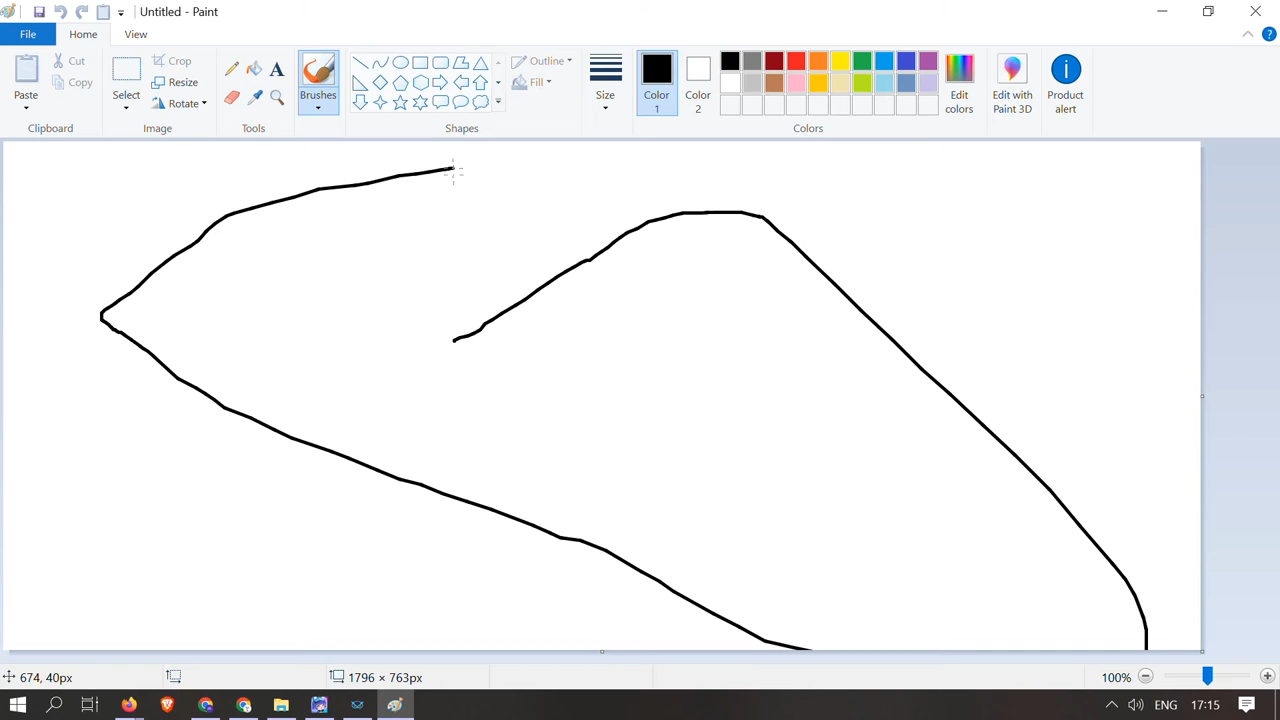 Untitled - Paint
File
Home
View
Paste
Cut
Copy
Clipboard
Select
Crop
Resize
Rotate
Image
Tools
Brushes
Outline
Fill
Shapes
Size
Color 1
Color 2
Edit colors
Colors
Edit with Paint 3D
Product alert
674, 40px
1796 × 763px
100%
ENG
17:15